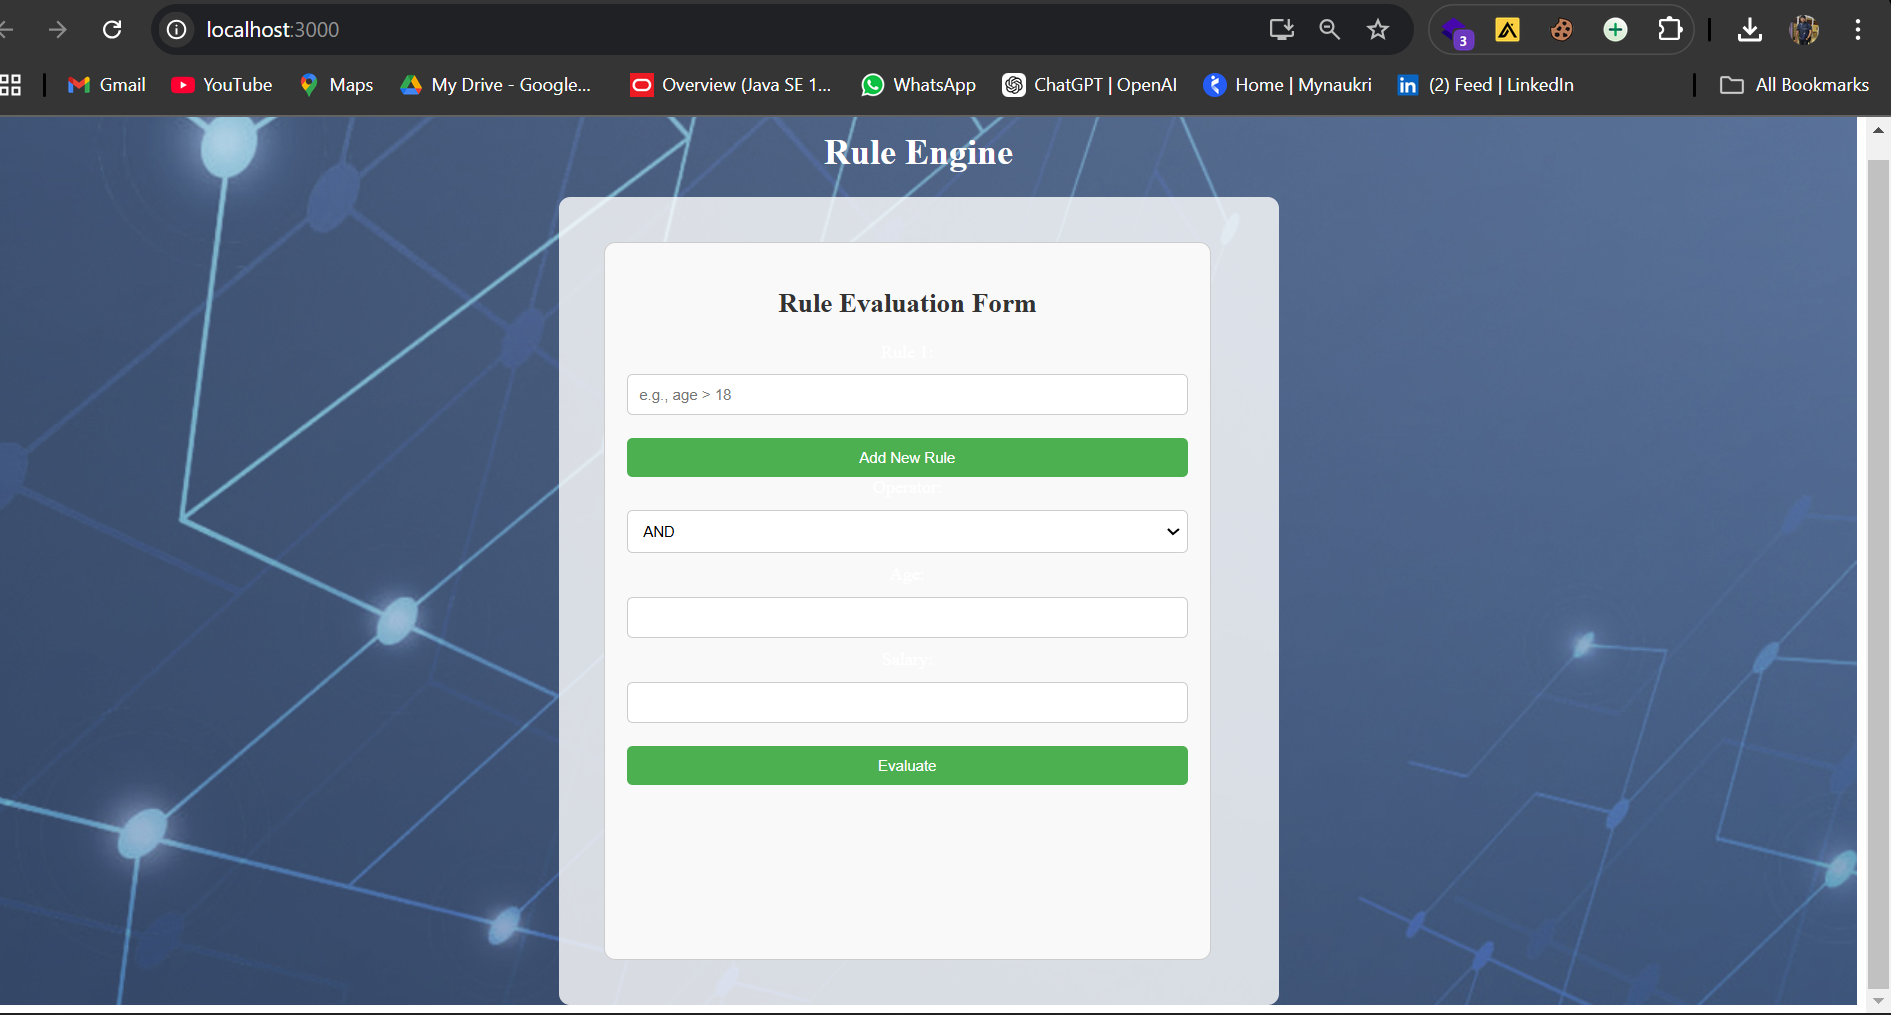 localhost:3000
3
Gmail
YouTube
Maps
My Drive - Google...
Overview (Java SE 1...
WhatsApp
ChatGPT | OpenAI
Home | Mynaukri
(2) Feed | LinkedIn
All Bookmarks
Rule Engine
Rule Evaluation Form
Rule 1:
e.g., age > 18
Add New Rule
Operator:
AND
Age:
Salary:
Evaluate